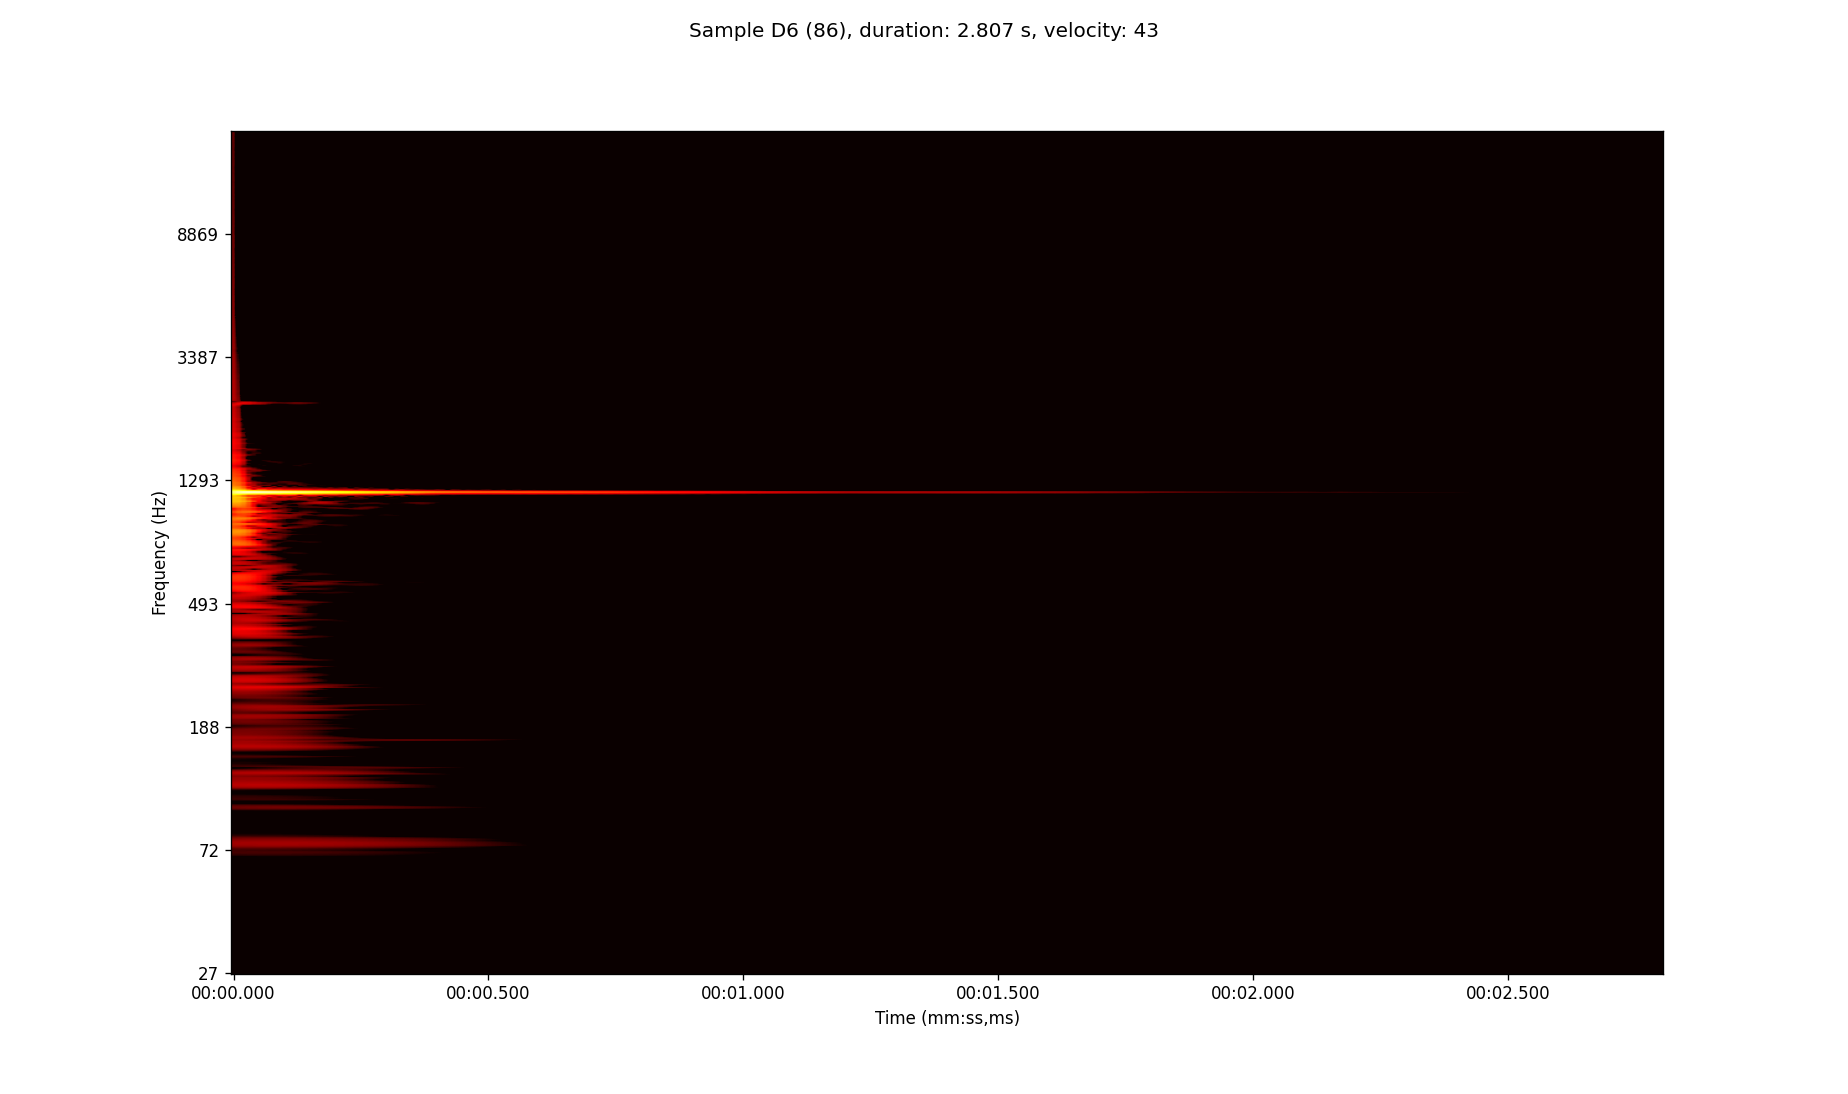 Sample D6 (86), duration: 2.807 s, velocity: 43
8869
3387
1293
493
188
72
27
Frequency (Hz)
00:00.000 00:00.500 00:01.000 00:01.500 00:02.000 00:02.500
Time (mm:ss,ms)